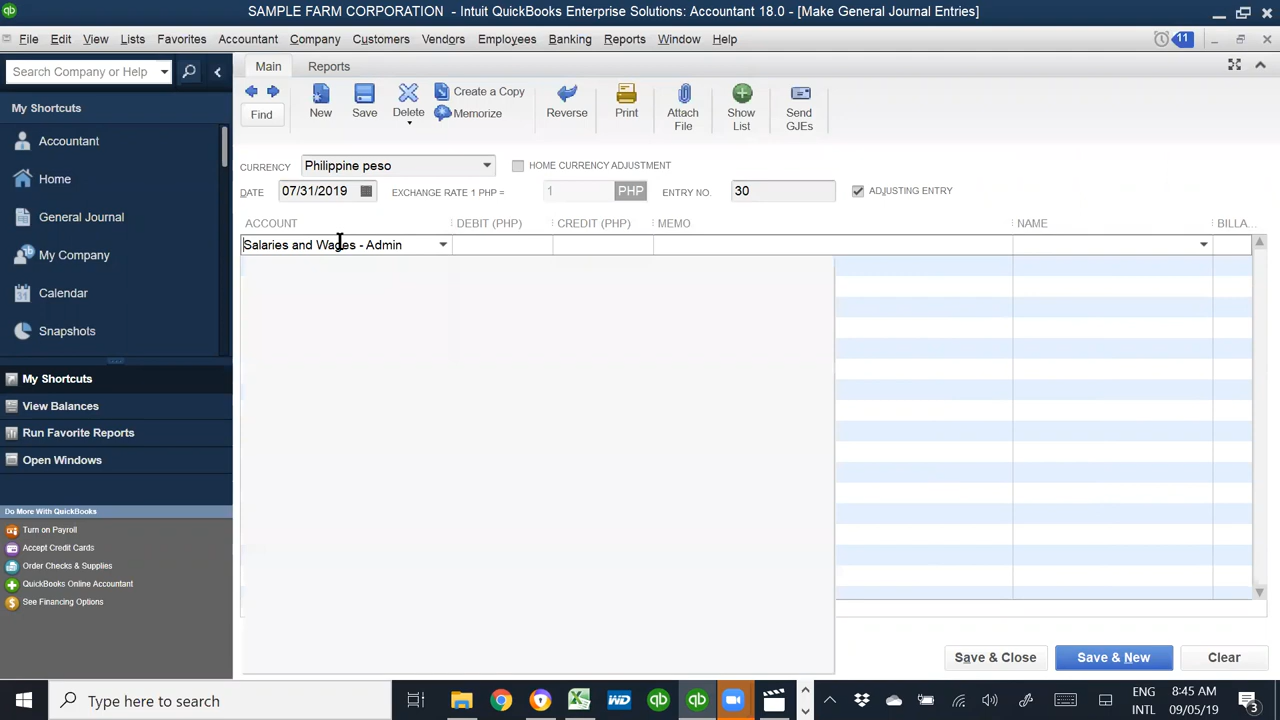 SAMPLE FARM CORPORATION - Intuit QuickBooks Enterprise Solutions: Accountant 18.0 - [Make General Journal Entries]
File Edit View Lists Favorites Accountant Company Customers Vendors Employees Banking Reports Window Help
11
Search Company or Help
My Shortcuts
Accountant
Home
General Journal
My Company
Calendar
24
31
Snapshots
My Shortcuts
View Balances
Run Favorite Reports
Open Windows
Do More With QuickBooks
Turn on Payroll
Accept Credit Cards
Order Checks & Supplies
QuickBooks Online Accountant
See Financing Options
Main Reports
Find
New
Save
Delete
Create a Copy
Memorize
Reverse
Print
Attach File
Show List
Send GJEs
CURRENCY Philippine peso HOME CURRENCY ADJUSTMENT
DATE 07/31/2019 EXCHANGE RATE 1 PHP = 1 PHP ENTRY NO. 30 ADJUSTING ENTRY
ACCOUNT DEBIT (PHP) CREDIT (PHP) MEMO NAME BILLA...
Salaries and Wages - Admin
Save & Close Save & New Clear
Type here to search
WD
qb
qb
ENG
INTL
8:45 AM
09/05/19
3